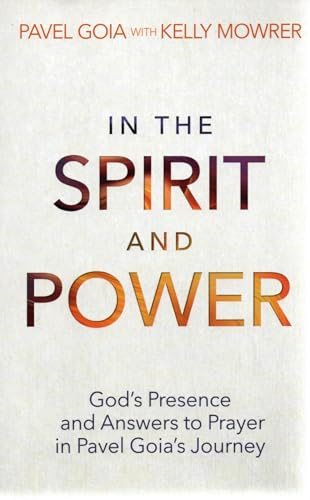 PAVEL GOIA WITH KELLY MOWRER
IN THE
SPIRIT
AND
POWER
God's Presence
and Answers to Prayer
in Pavel Goia's Journey